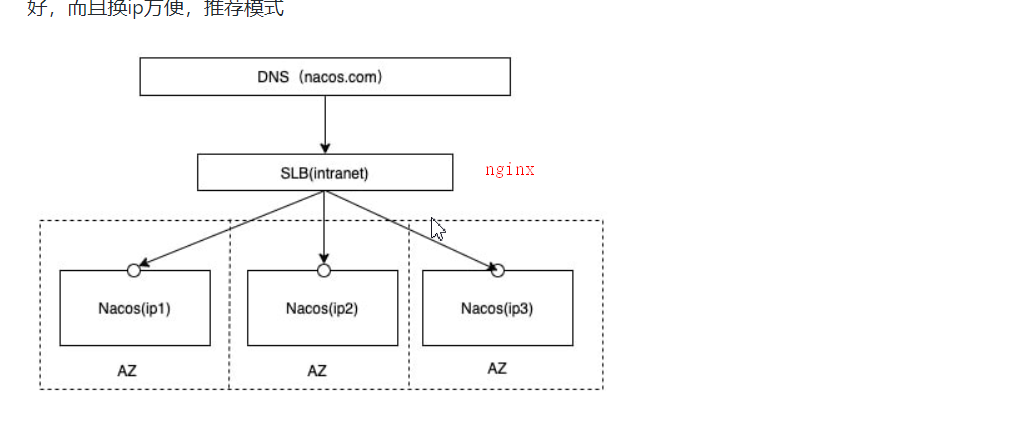 好，而且换ip方便，推荐模式
DNS（nacos.com）
SLB(intranet)
nginx
Nacos(ip1)
Nacos(ip2)
Nacos(ip3)
AZ
AZ
AZ